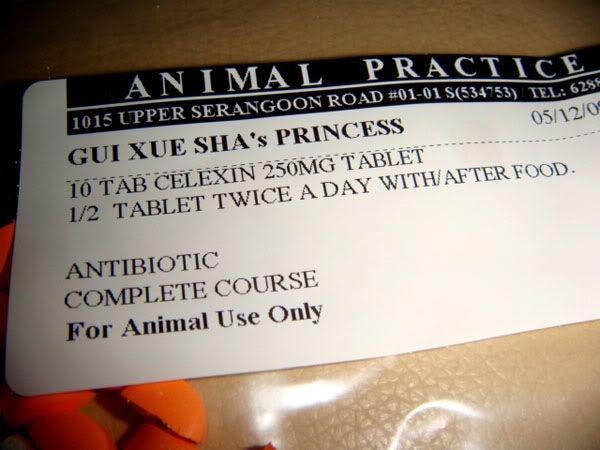 ANIMAL PRACTICE
1015 UPPER SERANGOON ROAD #01-01 S(534753) / TEL: 6288
05/12/0
GUI XUE SHA's PRINCESS
10 TAB CELEXIN 250MG TABLET
1/2 TABLET TWICE A DAY WITH/AFTER FOOD.
ANTIBIOTIC
COMPLETE COURSE
For Animal Use Only